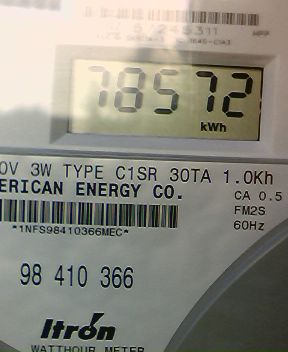 78572
kWh
0V 3W TYPE C1SR 30TA 1.0Kh
ERICAN ENERGY CO.
CA 0.5
*1NFS98410366MEC*
FM2S
60Hz
98 410 366
Itron
WATTHOUR METER